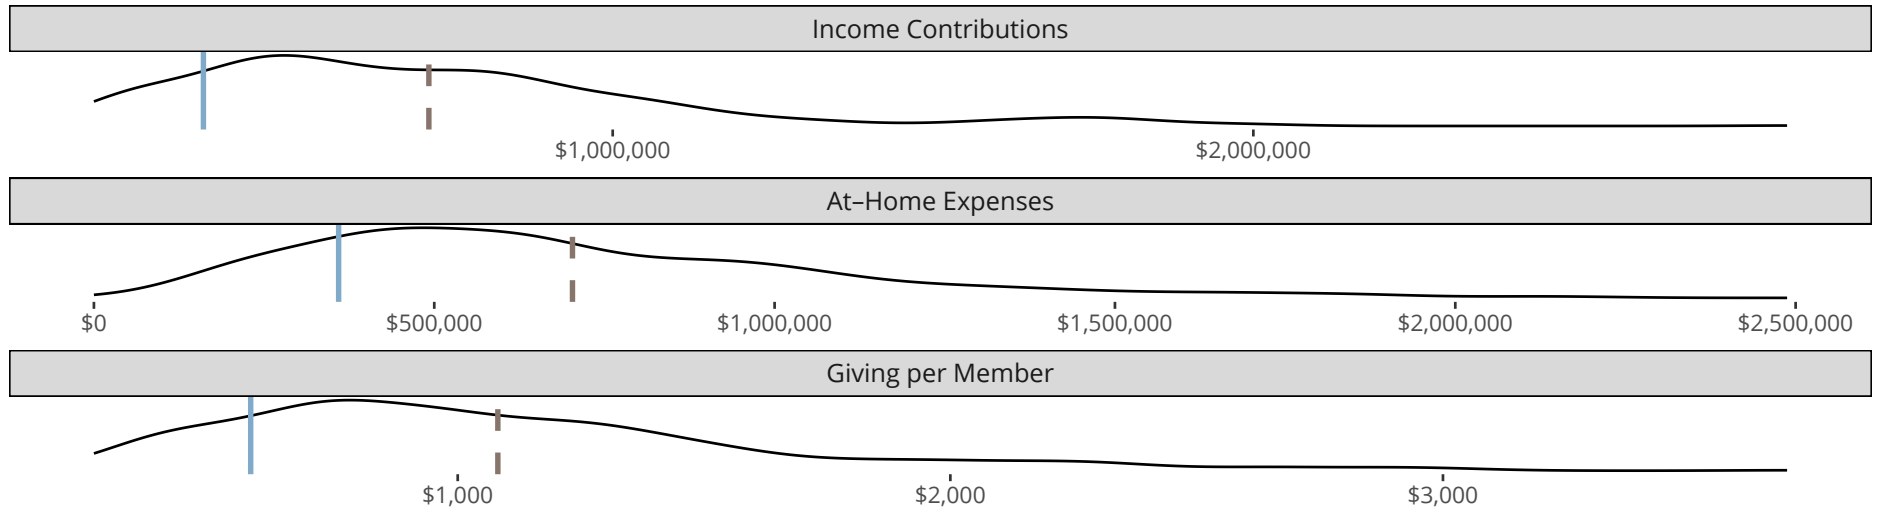 Income Contributions
$1,000,000 $2,000,000
At–Home Expenses
$0 $500,000 $1,000,000 $1,500,000 $2,000,000 $2,500,000
Giving per Member
$1,000 $2,000 $3,000